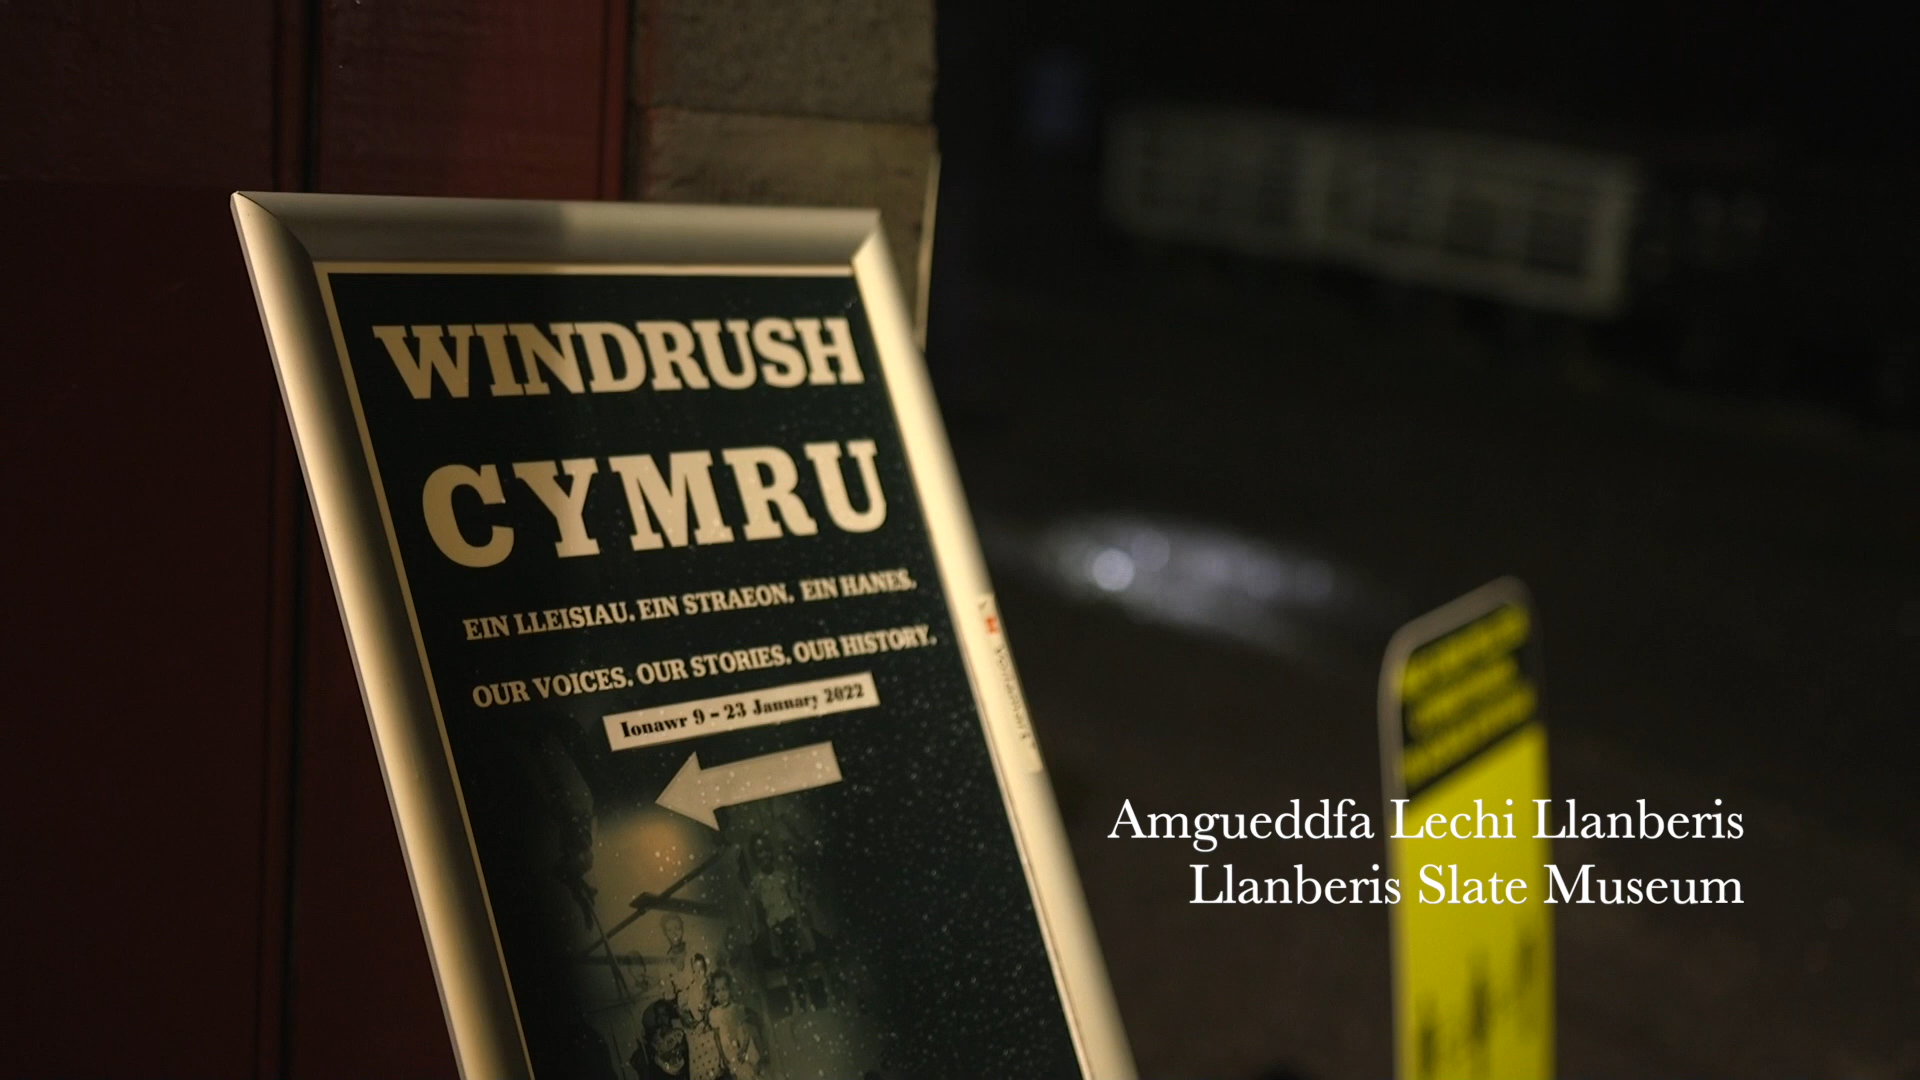 WINDRUSH
CYMRU
EIN LLEISIAU. EIN STRAEON. EIN HANES.
OUR VOICES. OUR STORIES. OUR HISTORY.
Ionawr 9 – 23 January 2022
Amgueddfa Lechi Llanberis
Llanberis Slate Museum